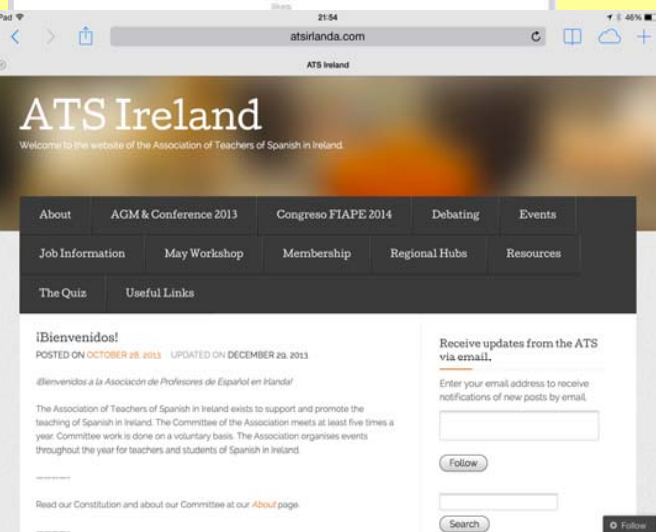 likes
Pad
21:54
46%
atsirlanda.com
ATS Ireland
ATS Ireland
Welcome to the website of the Association of Teachers of Spanish in Ireland.
About AGM & Conference 2013 Congreso FIAPE 2014 Debating Events
Job Information May Workshop Membership Regional Hubs Resources
The Quiz Useful Links
¡Bienvenidos!
POSTED ON OCTOBER 28, 2013 UPDATED ON DECEMBER 29, 2013
¡Bienvenidos a la Asociacón de Profesores de Español en Irlanda!
The Association of Teachers of Spanish in Ireland exists to support and promote the
teaching of Spanish in Ireland. The Committee of the Association meets at least five times a
year. Committee work is done on a voluntary basis. The Association organises events
throughout the year for teachers and students of Spanish in Ireland.
————–
Read our Constitution and about our Committee at our About page.
————–
Receive updates from the ATS
via email.
Enter your email address to receive
notifications of new posts by email.
Follow
Search
Follow